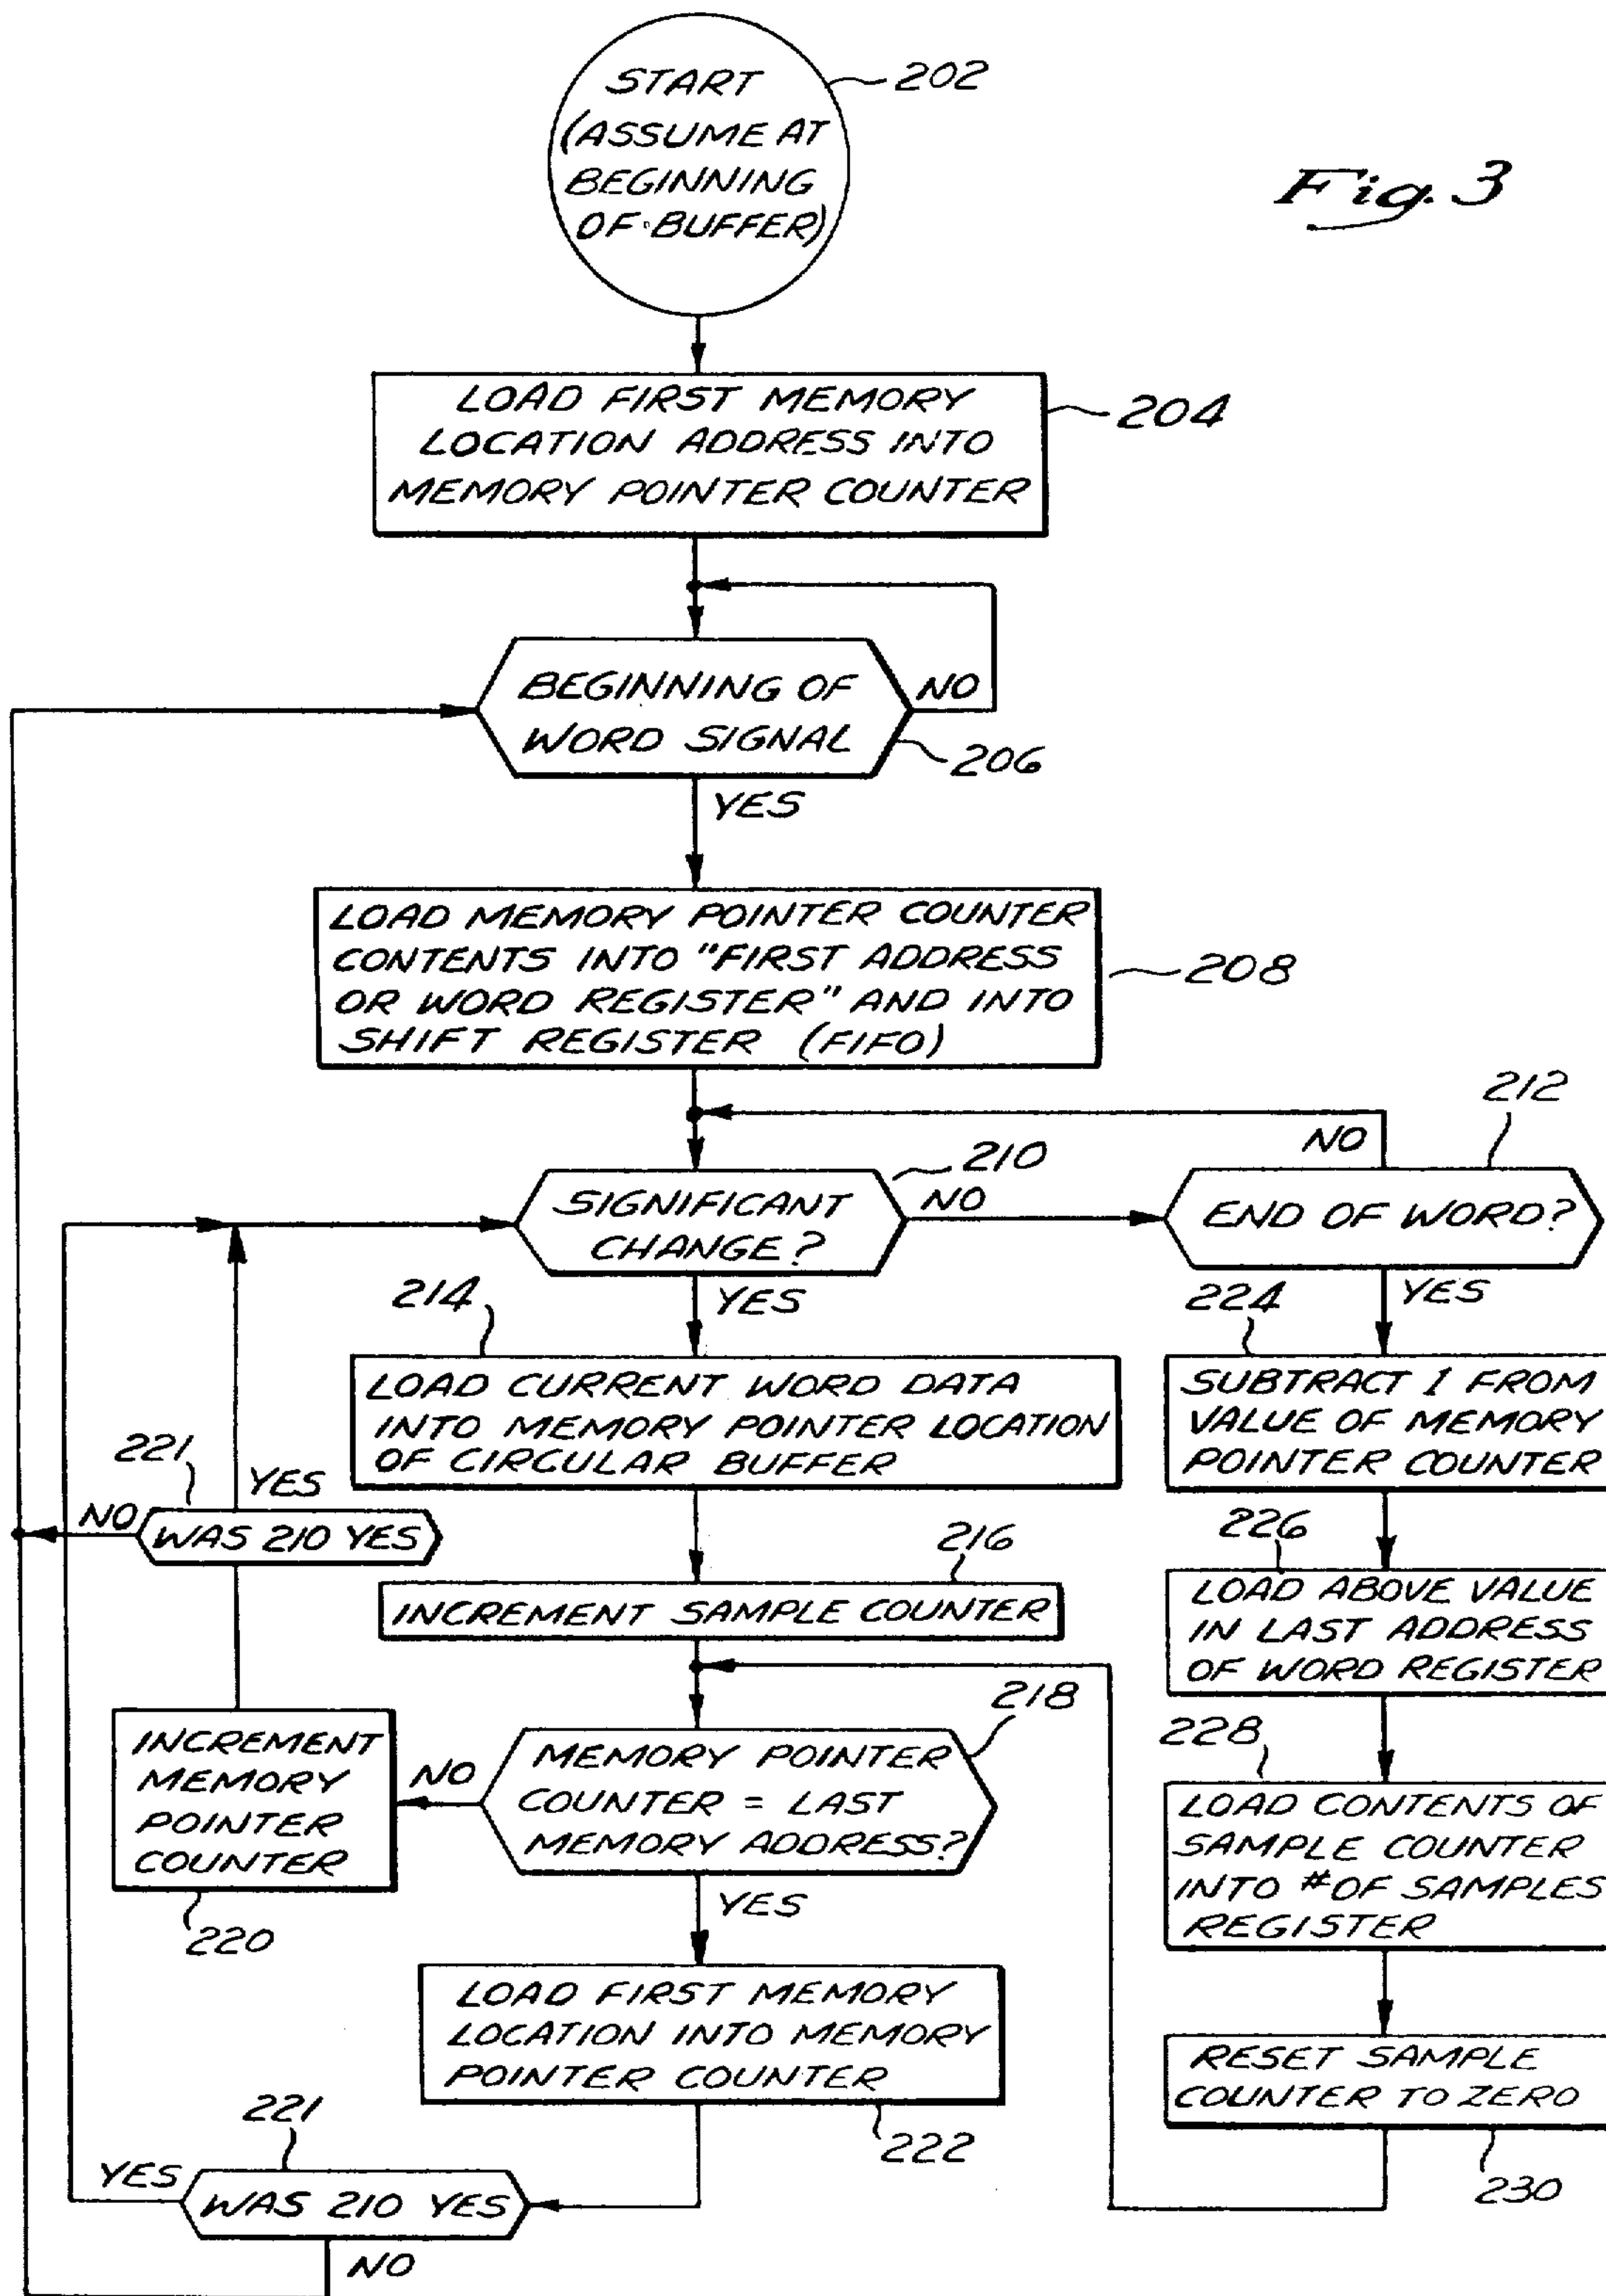 START
(ASSUME AT
BEGINNING
OF BUFFER)
202
Fig. 3
LOAD FIRST MEMORY
LOCATION ADDRESS INTO
MEMORY POINTER COUNTER
204
BEGINNING OF
WORD SIGNAL
NO
206
YES
LOAD MEMORY POINTER COUNTER
CONTENTS INTO "FIRST ADDRESS
OR WORD REGISTER" AND INTO
SHIFT REGISTER (FIFO)
208
212
NO
210
SIGNIFICANT
CHANGE?
NO
END OF WORD?
214
YES
224
YES
LOAD CURRENT WORD DATA
INTO MEMORY POINTER LOCATION
OF CIRCULAR BUFFER
SUBTRACT 1 FROM
VALUE OF MEMORY
POINTER COUNTER
221
YES
NO
WAS 210 YES
216
INCREMENT SAMPLE COUNTER
226
LOAD ABOVE VALUE
IN LAST ADDRESS
OF WORD REGISTER
218
INCREMENT
MEMORY
POINTER
COUNTER
220
NO
MEMORY POINTER
COUNTER = LAST
MEMORY ADDRESS?
YES
228
LOAD CONTENTS OF
SAMPLE COUNTER
INTO # OF SAMPLES
REGISTER
LOAD FIRST MEMORY
LOCATION INTO MEMORY
POINTER COUNTER
222
RESET SAMPLE
COUNTER TO ZERO
230
221
YES
WAS 210 YES
NO